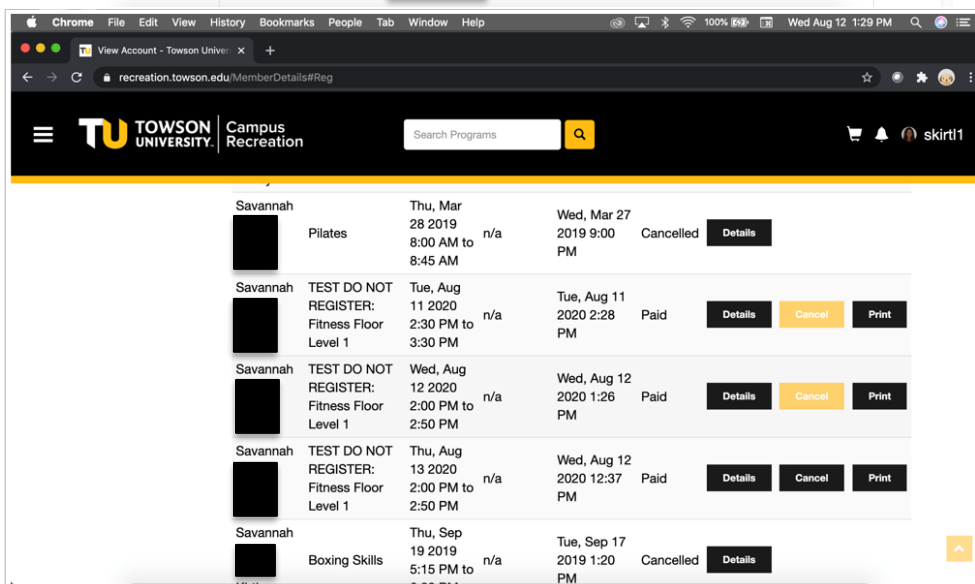 Chrome File Edit View History Bookmarks People Tab Window Help 100% Wed Aug 12 1:29 PM
TU View Account - Towson Univer
recreation.towson.edu/MemberDetails#Reg
TU TOWSON UNIVERSITY. Campus Recreation
Search Programs
skirtl1
Savannah
Pilates
Thu, Mar
28 2019
8:00 AM to
8:45 AM
n/a
Wed, Mar 27
2019 9:00
PM
Cancelled
Details
Savannah
TEST DO NOT
REGISTER:
Fitness Floor
Level 1
Tue, Aug
11 2020
2:30 PM to
3:30 PM
n/a
Tue, Aug 11
2020 2:28
PM
Paid
Details
Cancel
Print
Savannah
TEST DO NOT
REGISTER:
Fitness Floor
Level 1
Wed, Aug
12 2020
2:00 PM to
2:50 PM
n/a
Wed, Aug 12
2020 1:26
PM
Paid
Details
Cancel
Print
Savannah
TEST DO NOT
REGISTER:
Fitness Floor
Level 1
Thu, Aug
13 2020
2:00 PM to
2:50 PM
n/a
Wed, Aug 12
2020 12:37
PM
Paid
Details
Cancel
Print
Savannah
Boxing Skills
Thu, Sep
19 2019
5:15 PM to
n/a
Tue, Sep 17
2019 1:20
PM
Cancelled
Details